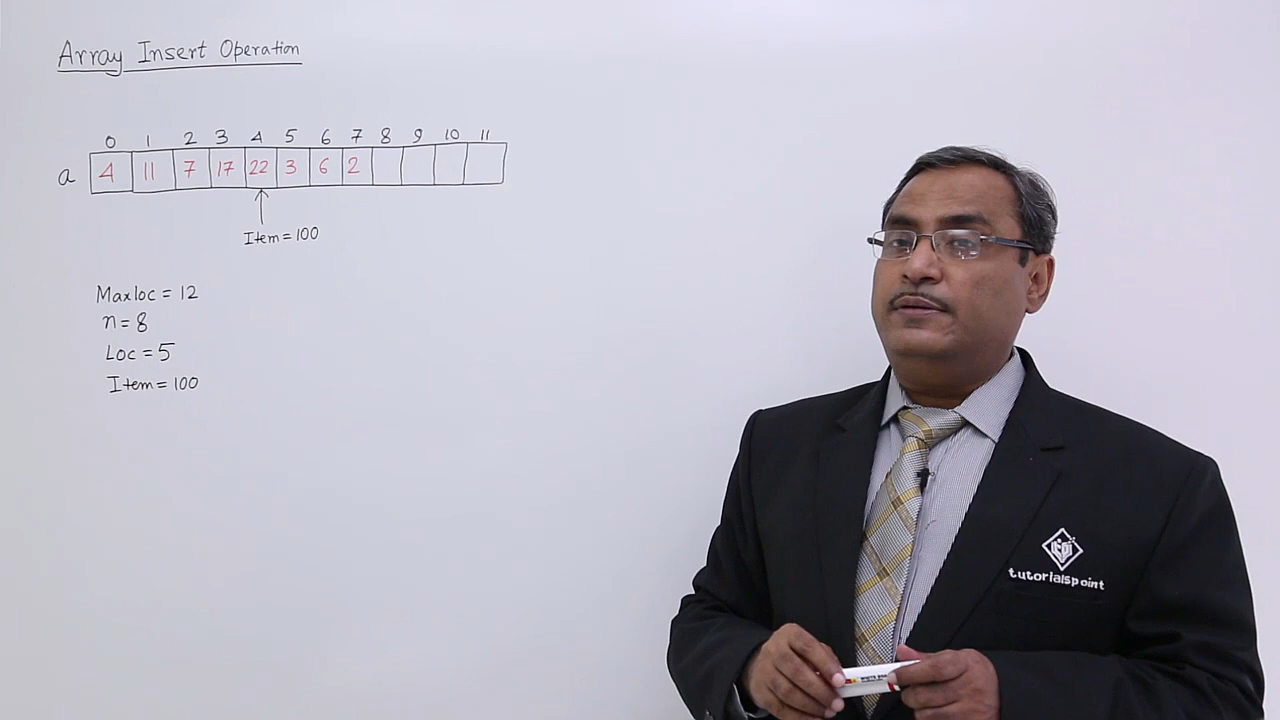 Array Insert Operation
0 1 2 3 4 5 6 7 8 9 10 11
a 4 11 7 17 22 3 6 2
Item = 100
Maxloc = 12
n = 8
Loc = 5
Item = 100
tutorialspoint